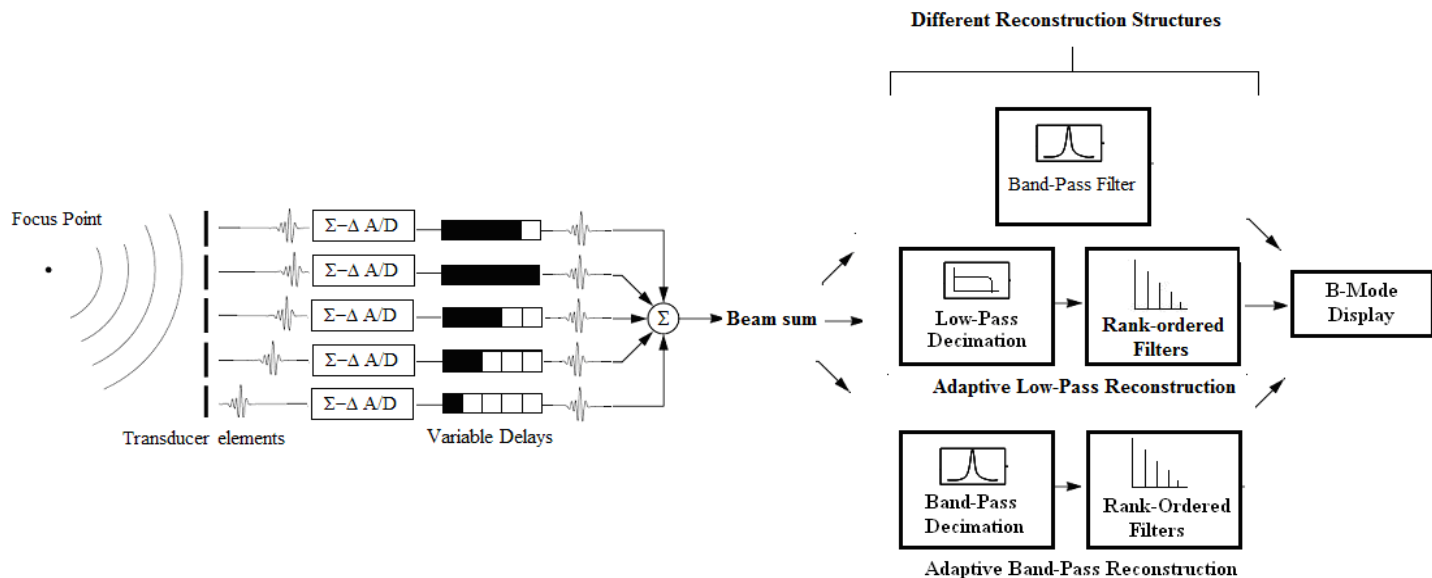 Different Reconstruction Structures
Band-Pass Filter
Focus Point
Σ−Δ A/D
Σ−Δ A/D
Σ−Δ A/D
Σ−Δ A/D
Σ−Δ A/D
Transducer elements
Variable Delays
Σ
Beam sum
Low-Pass
Decimation
Rank-ordered
Filters
Adaptive Low-Pass Reconstruction
B-Mode
Display
Band-Pass
Decimation
Rank-Ordered
Filters
Adaptive Band-Pass Reconstruction